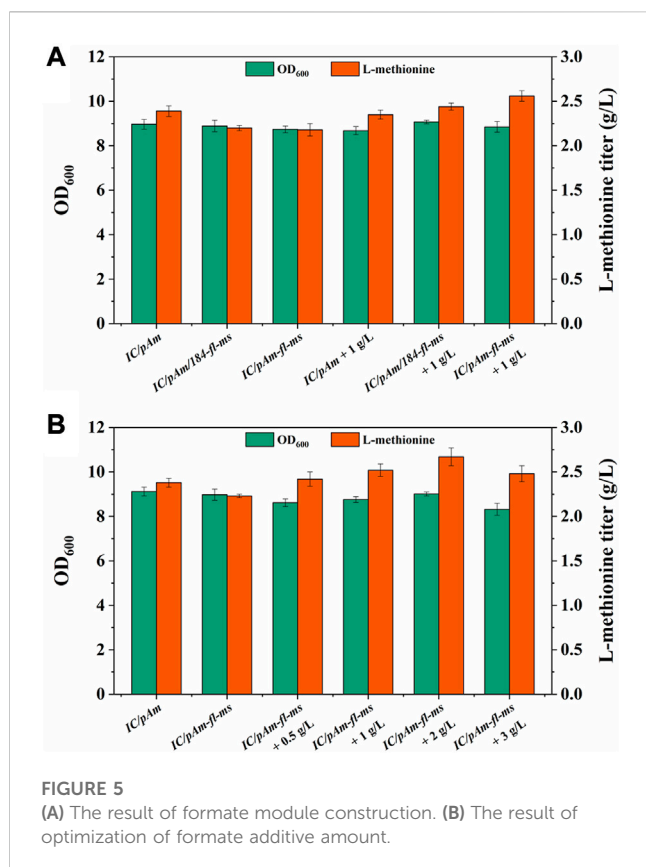 A
OD600
L-methionine
12
10
8
6
4
2
0
OD600
3.0
2.5
2.0
1.5
1.0
0.5
0.0
L-methionine titer (g/L)
IC/pAm
IC/pAm/184-fl-ms
IC/pAm-fl-ms
IC/pAm + 1 g/L
IC/pAm/184-fl-ms
+ 1 g/L
IC/pAm-fl-ms
+ 1 g/L
B
OD600
L-methionine
12
10
8
6
4
2
0
OD600
3.0
2.5
2.0
1.5
1.0
0.5
0.0
L-methionine titer (g/L)
IC/pAm
IC/pAm-fl-ms
IC/pAm-fl-ms
+ 0.5 g/L
IC/pAm-fl-ms
+ 1 g/L
IC/pAm-fl-ms
+ 2 g/L
IC/pAm-fl-ms
+ 3 g/L
FIGURE 5
(A) The result of formate module construction. (B) The result of
optimization of formate additive amount.